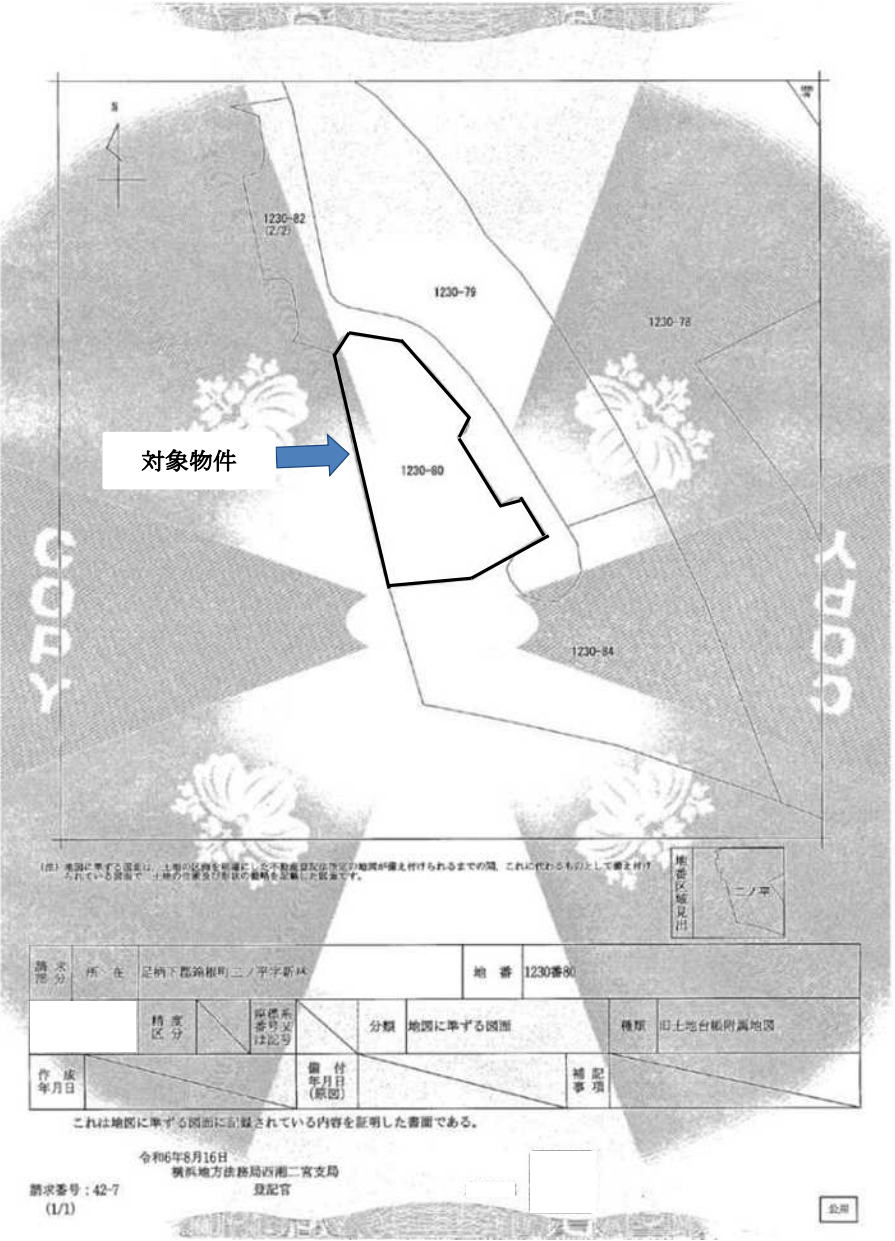 N
1230-82
(2/2)
1230-79
1230-78
対象物件
1230-80
COPY
COPY
1230-84
(注) 地図に準ずる図面は、土地の区画を明確にした不動産登記法所定の地図が備え付けられるまでの間、これに代わるものとして備え付け
られている図面で、土地の位置及び形状の概略を記載した図面です。
地番区域見出
二ノ平
請求部分
所在
足柄下郡箱根町二ノ平字新林
地番
1230番80
精度区分
座標系番号又は記号
分類
地図に準ずる図面
種類
旧土地台帳附属地図
作成年月日
備付年月日(原図)
補記事項
これは地図に準ずる図面に記録されている内容を証明した書面である。
令和6年8月16日
横浜地方法務局西湘二宮支局
登記官
請求番号：42-7
(1/1)
公用